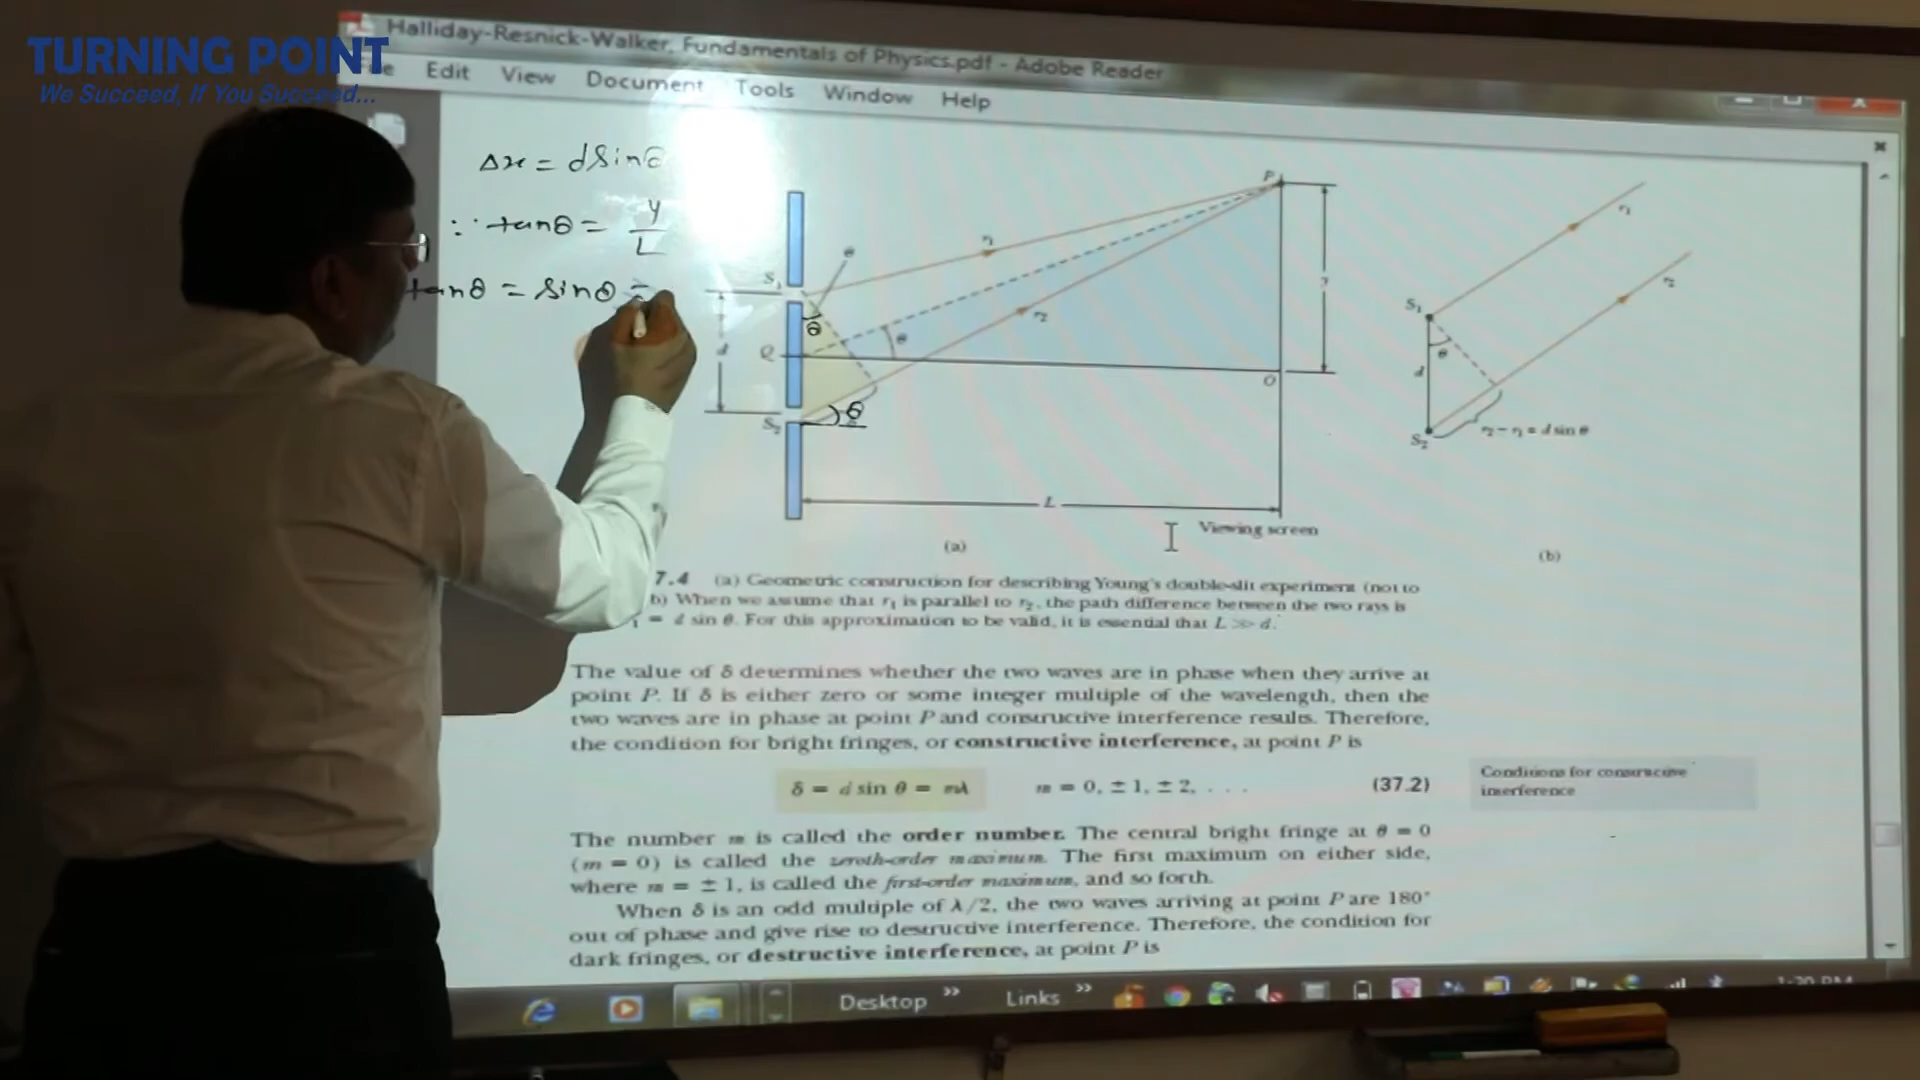 TURNING POINT
We Succeed, If You Succeed...
Halliday-Resnick-Walker, Fundamentals of Physics.pdf - Adobe Reader
Edit View Document Tools Window Help
Δx = dSinθ
∵ tanθ = y/L
tanθ = Sinθ =
P
r₁
r₂
S₁
θ
θ
θ
Q
d
O
y
S₂
θ
L
Viewing screen
(a)
r₁
r₂
S₁
θ
d
S₂
r₂ − r₁ = d sin θ
(b)
7.4 (a) Geometric construction for describing Young's double-slit experiment (not to
b) When we assume that r₁ is parallel to r₂, the path difference between the two rays is
= d sin θ. For this approximation to be valid, it is essential that L >> d.
The value of δ determines whether the two waves are in phase when they arrive at
point P. If δ is either zero or some integer multiple of the wavelength, then the
two waves are in phase at point P and constructive interference results. Therefore,
the condition for bright fringes, or constructive interference, at point P is
δ = d sin θ = mλ m = 0, ±1, ±2, . . . (37.2)
Conditions for constructive
interference
The number m is called the order number. The central bright fringe at θ = 0
(m = 0) is called the zeroth-order maximum. The first maximum on either side,
where m = ±1, is called the first-order maximum, and so forth.
When δ is an odd multiple of λ/2, the two waves arriving at point P are 180°
out of phase and give rise to destructive interference. Therefore, the condition for
dark fringes, or destructive interference, at point P is
Desktop » Links »